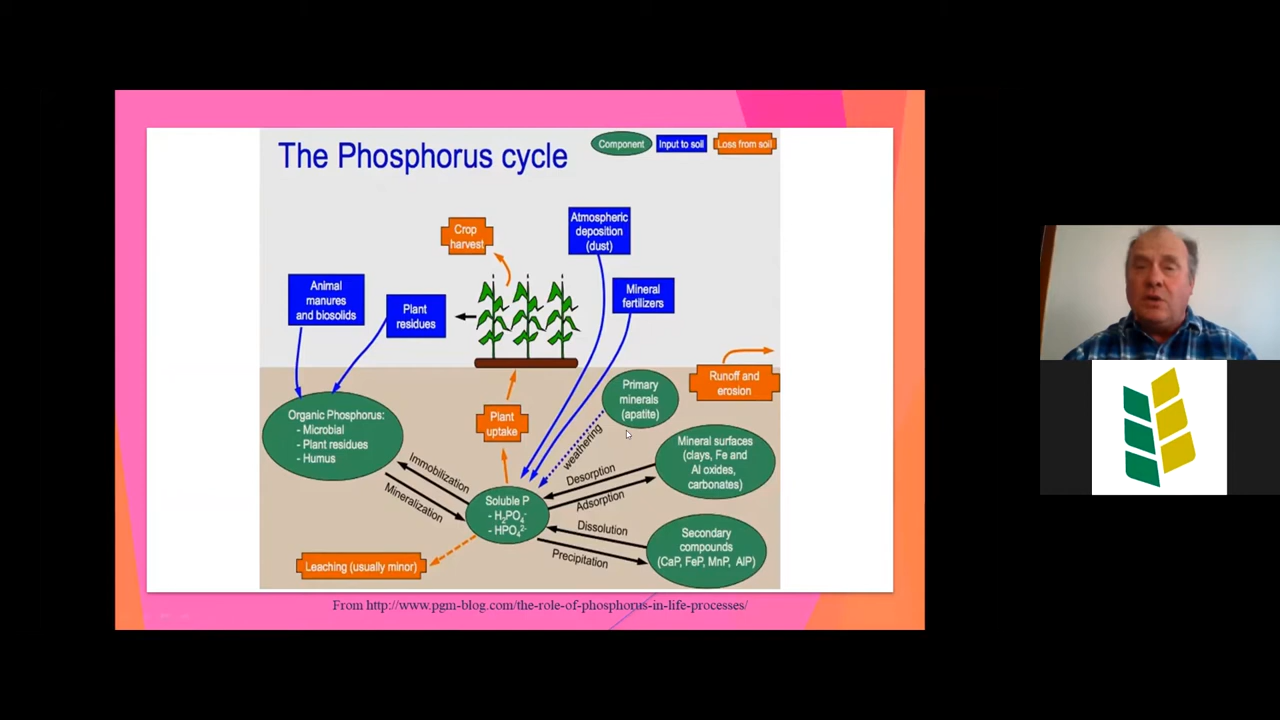 The Phosphorus cycle
Component
Input to soil
Loss from soil
Atmospheric
deposition
(dust)
Crop
harvest
Animal
manures
and biosolids
Plant
residues
Mineral
fertilizers
Runoff and
erosion
Primary
minerals
(apatite)
Plant
uptake
weathering
Organic Phosphorus:
- Microbial
- Plant residues
- Humus
Mineral surfaces
(clays, Fe and
Al oxides,
carbonates)
Immobilization
Mineralization
Desorption
Adsorption
Soluble P
- H₂PO₄⁻
- HPO₄²⁻
Dissolution
Precipitation
Secondary
compounds
(CaP, FeP, MnP, AlP)
Leaching (usually minor)
From http://www.pgm-blog.com/the-role-of-phosphorus-in-life-processes/